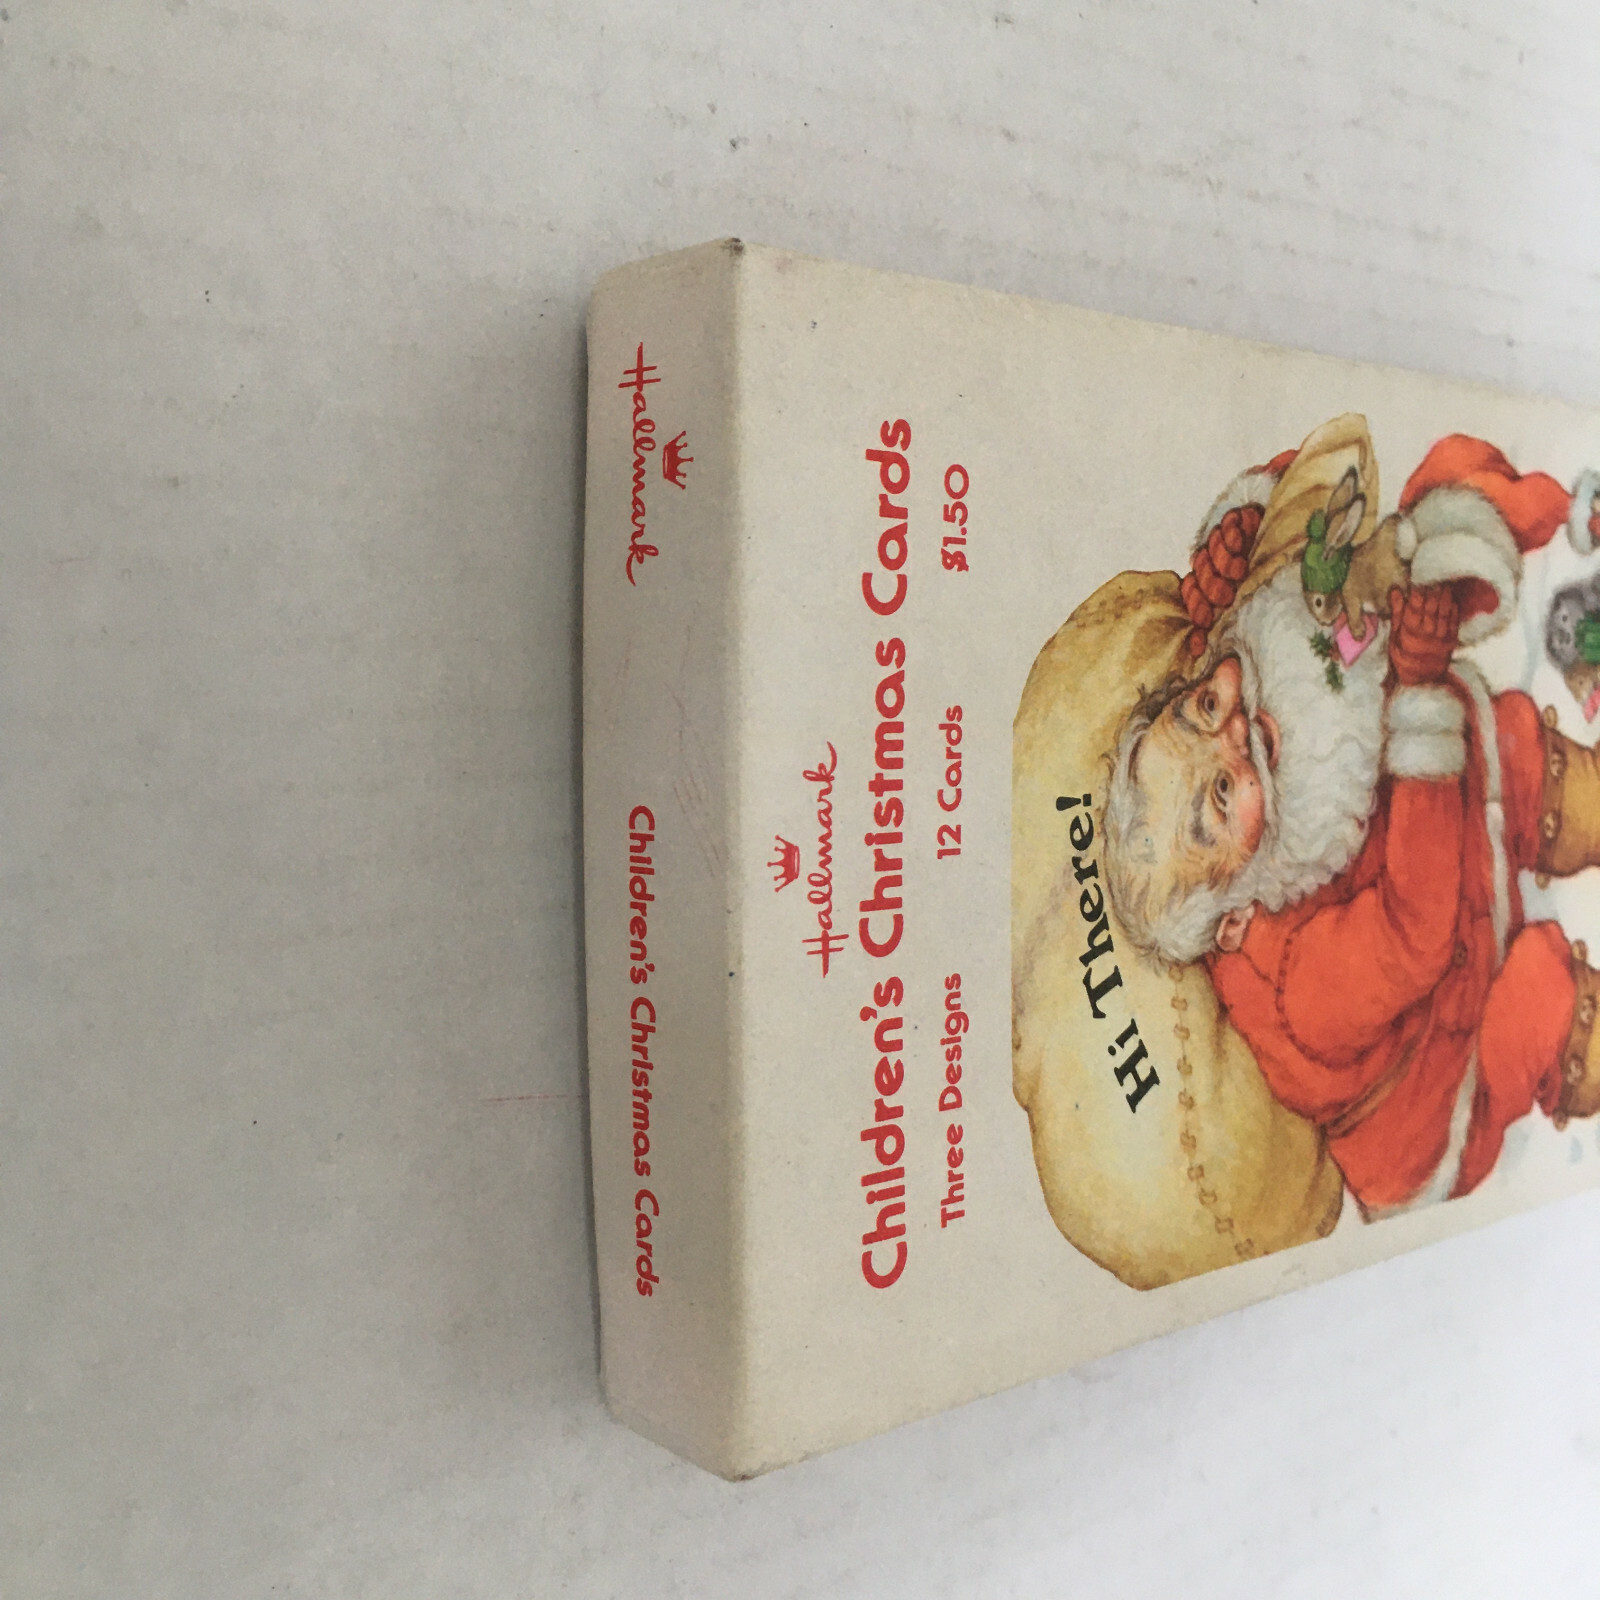 Hallmark
Children's Christmas Cards
Hallmark
Children's Christmas Cards
Three Designs 12 Cards $1.50
Hi There!